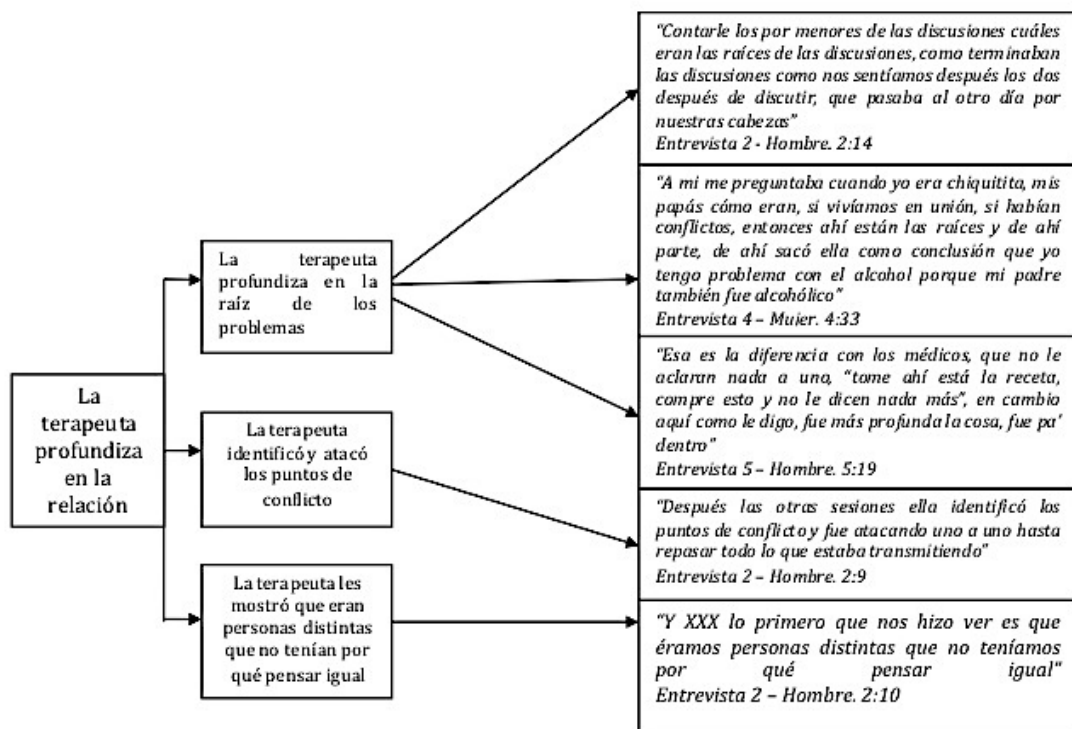 La
terapeuta
profundiza
en la
relación
La terapeuta
profundiza en la
raíz de los
problemas
La terapeuta
identificó y atacó
los puntos de
conflicto
La terapeuta les
mostró que eran
personas distintas
que no tenían por
qué pensar igual
"Contarle los por menores de las discusiones cuáles
eran las raíces de las discusiones, como terminaban
las discusiones como nos sentíamos después los dos
después de discutir, que pasaba al otro día por
nuestras cabezas"
Entrevista 2 - Hombre. 2:14
"A mi me preguntaba cuando yo era chiquitita, mis
papás cómo eran, si vivíamos en unión, si habían
conflictos, entonces ahí están las raíces y de ahí
parte, de ahí sacó ella como conclusión que yo
tengo problema con el alcohol porque mi padre
también fue alcohólico"
Entrevista 4 – Mujer. 4:33
"Esa es la diferencia con los médicos, que no le
aclaran nada a uno, "tome ahí está la receta,
compre esto y no le dicen nada más", en cambio
aquí como le digo, fue más profunda la cosa, fue pa'
dentro"
Entrevista 5 – Hombre. 5:19
"Después las otras sesiones ella identificó los
puntos de conflicto y fue atacando uno a uno hasta
repasar todo lo que estaba transmitiendo"
Entrevista 2 – Hombre. 2:9
"Y XXX lo primero que nos hizo ver es que
éramos personas distintas que no teníamos
por qué pensar igual"
Entrevista 2 – Hombre. 2:10